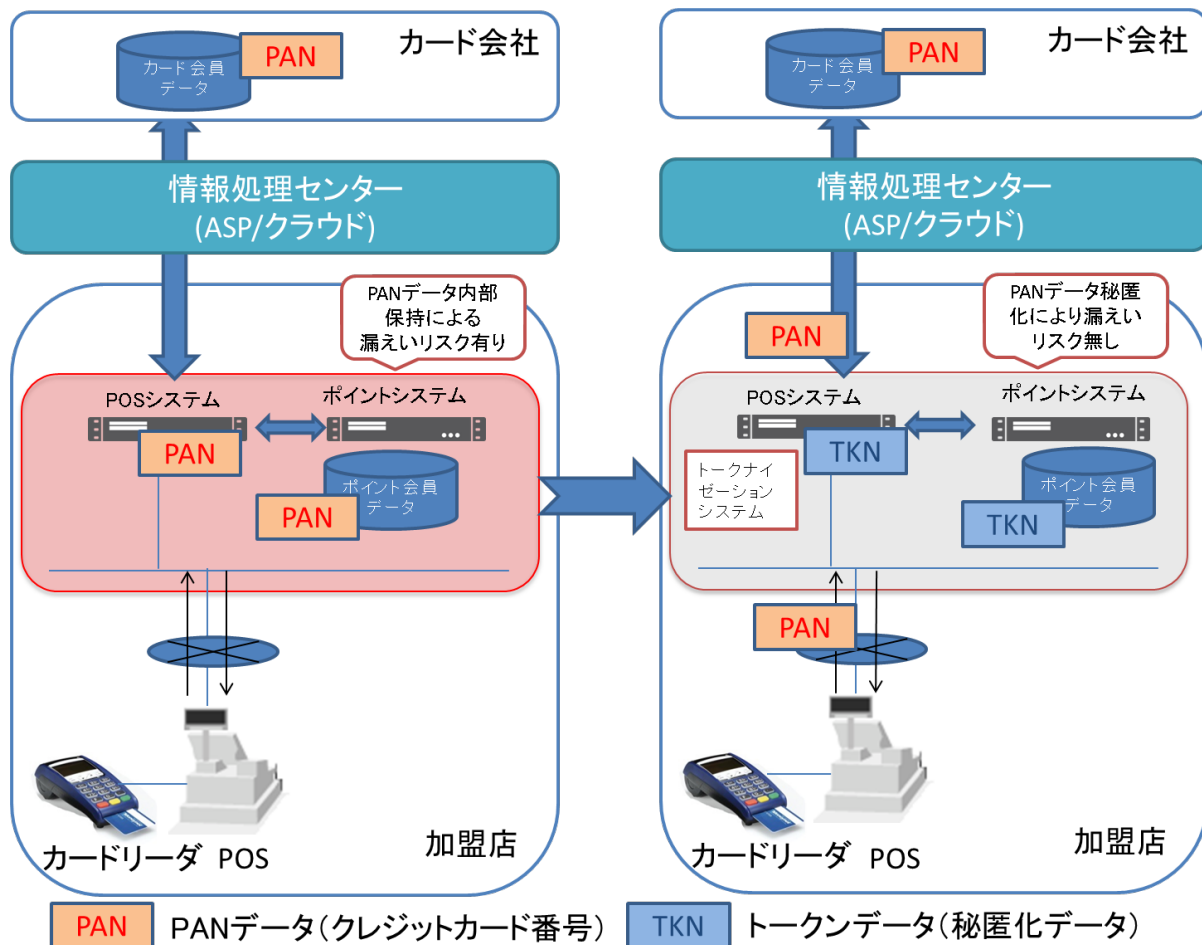 カード会社
PAN
カード会員
データ
情報処理センター
(ASP/クラウド)
PANデータ内部
保持による
漏えいリスク有り
POSシステム
ポイントシステム
PAN
ポイント会員
データ
PAN
カードリーダ
POS
加盟店
カード会社
PAN
カード会員
データ
情報処理センター
(ASP/クラウド)
PAN
PANデータ秘匿
化により漏えい
リスク無し
POSシステム
ポイントシステム
TKN
トークナイ
ゼーション
システム
ポイント会員
データ
TKN
PAN
カードリーダ
POS
加盟店
PAN
PANデータ(クレジットカード番号)
TKN
トークンデータ(秘匿化データ)